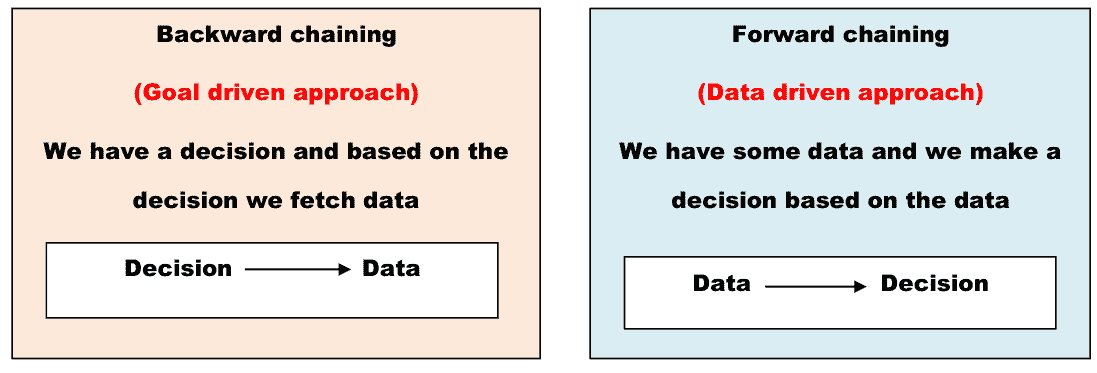 Backward chaining
(Goal driven approach)
We have a decision and based on the
decision we fetch data
Decision
Data
Forward chaining
(Data driven approach)
We have some data and we make a
decision based on the data
Data
Decision